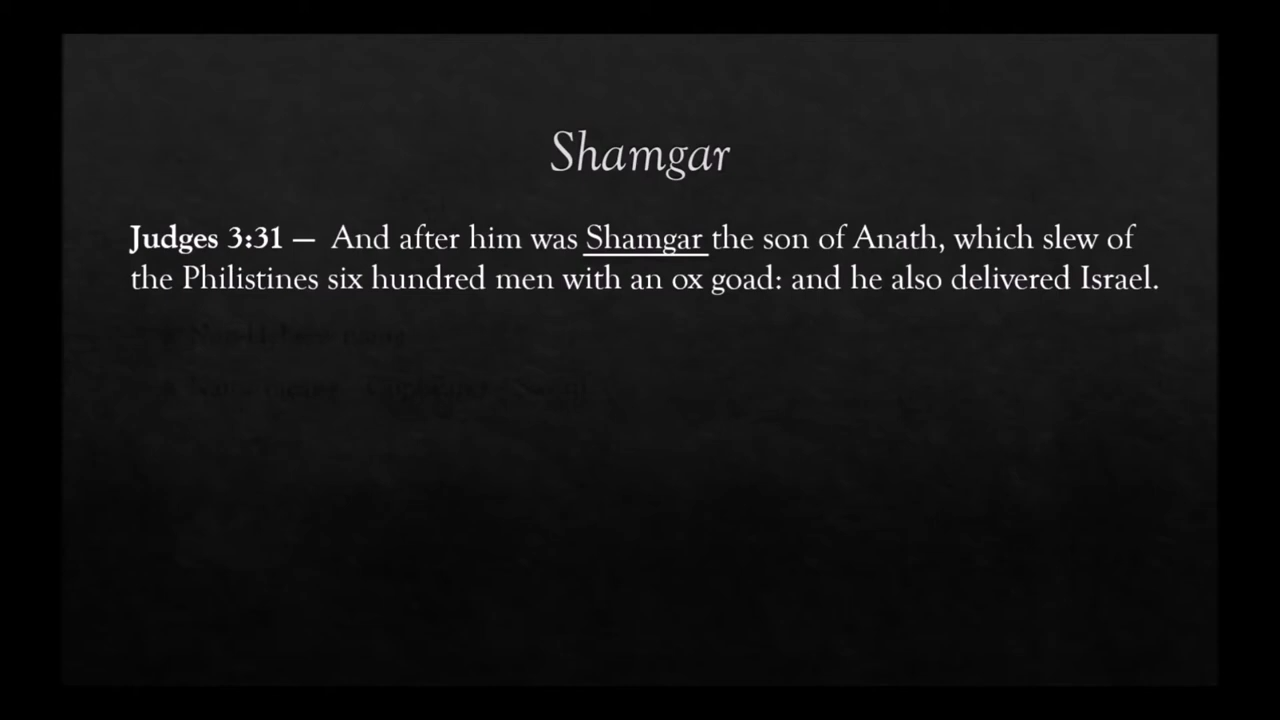 Shamgar
Judges 3:31 — And after him was Shamgar the son of Anath, which slew of
the Philistines six hundred men with an ox goad: and he also delivered Israel.